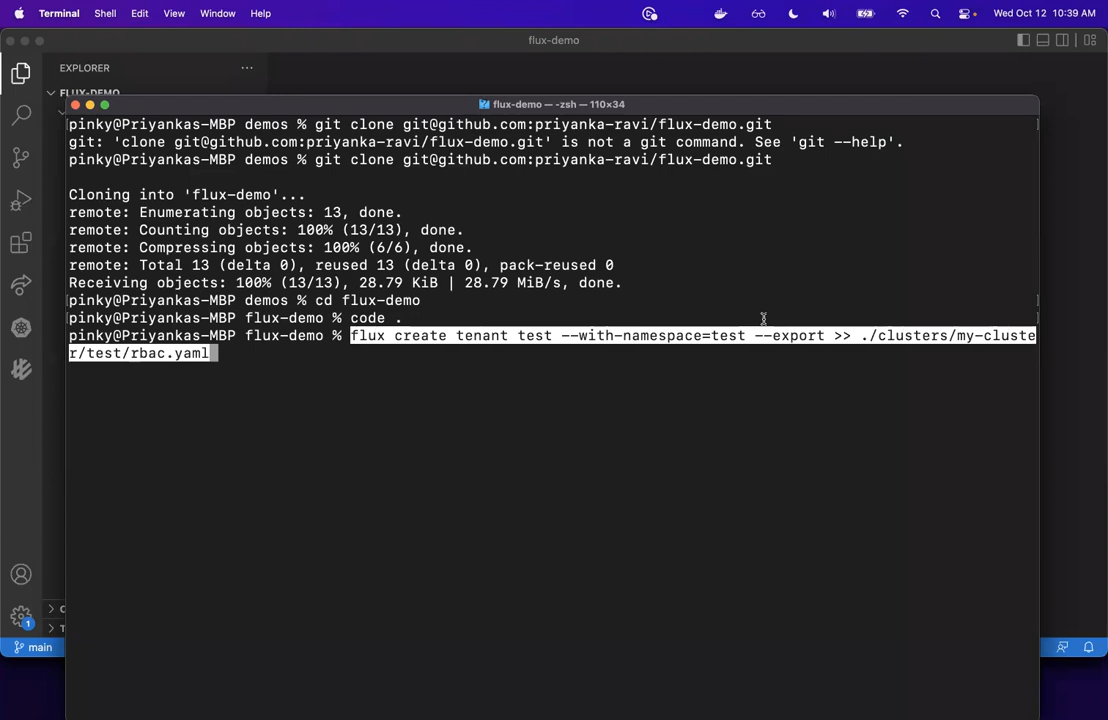 Terminal Shell Edit View Window Help Wed Oct 12 10:39 AM
flux-demo
EXPLORER ...
FLUX-DEMO
flux-demo — -zsh — 110×34
pinky@Priyankas-MBP demos % git clone git@github.com:priyanka-ravi/flux-demo.git
git: 'clone git@github.com:priyanka-ravi/flux-demo.git' is not a git command. See 'git --help'.
pinky@Priyankas-MBP demos % git clone git@github.com:priyanka-ravi/flux-demo.git
Cloning into 'flux-demo'...
remote: Enumerating objects: 13, done.
remote: Counting objects: 100% (13/13), done.
remote: Compressing objects: 100% (6/6), done.
remote: Total 13 (delta 0), reused 13 (delta 0), pack-reused 0
Receiving objects: 100% (13/13), 28.79 KiB | 28.79 MiB/s, done.
pinky@Priyankas-MBP demos % cd flux-demo
pinky@Priyankas-MBP flux-demo % code .
pinky@Priyankas-MBP flux-demo % flux create tenant test --with-namespace=test --export >> ./clusters/my-cluste
r/test/rbac.yaml
1
main